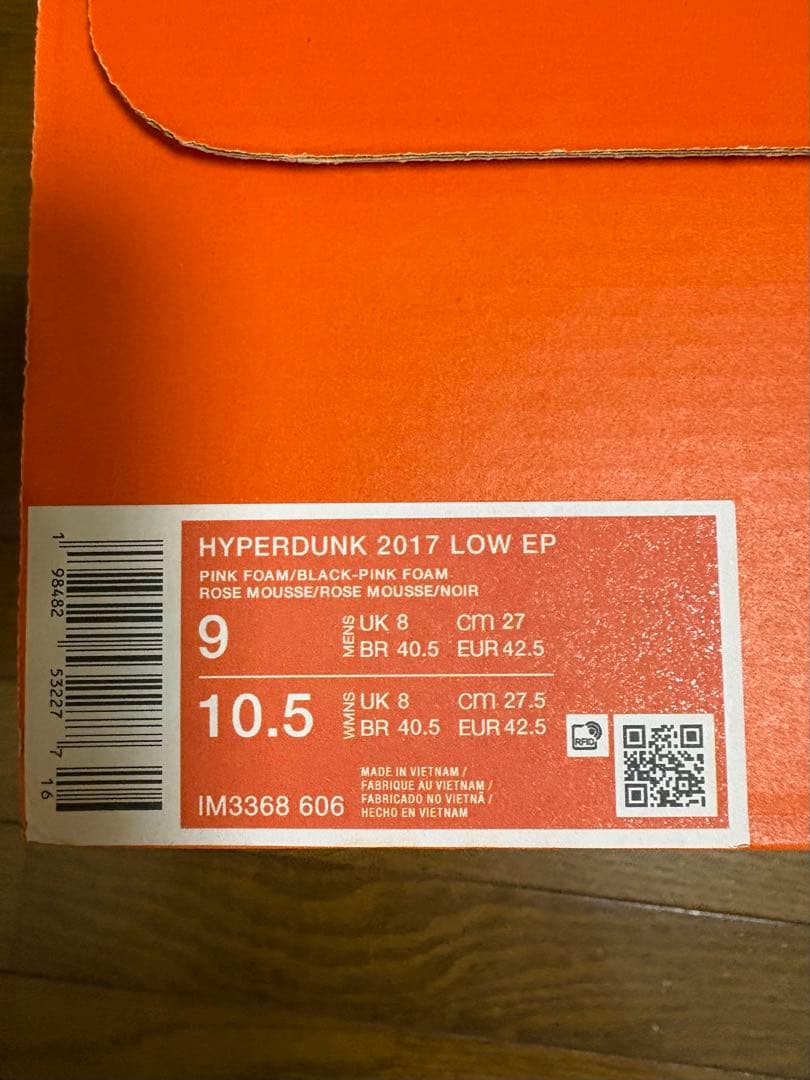 HYPERDUNK 2017 LOW EP
PINK FOAM/BLACK-PINK FOAM
ROSE MOUSSE/ROSE MOUSSE/NOIR
9 MENS UK 8 cm 27
BR 40.5 EUR 42.5
10.5 WMNS UK 8 cm 27.5
BR 40.5 EUR 42.5
RFID
IM3368 606
MADE IN VIETNAM /
FABRIQUE AU VIETNAM /
FABRICADO NO VIETNÃ /
HECHO EN VIETNAM
1 98482 53227 7 16